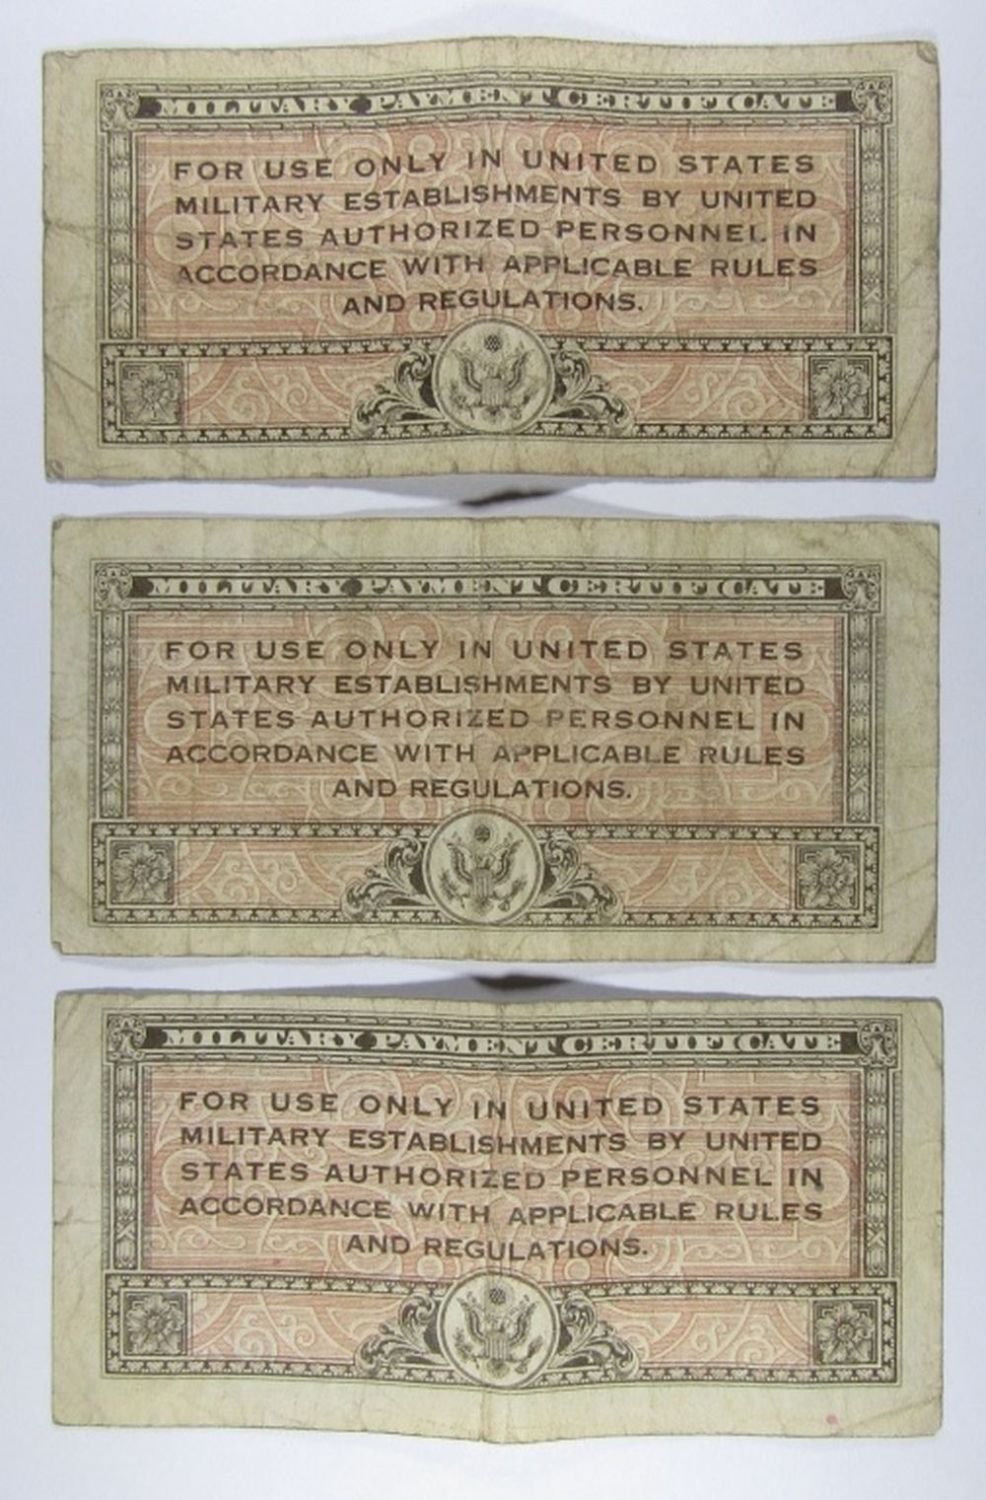 MILITARY PAYMENT CERTIFICATE
FOR USE ONLY IN UNITED STATES
MILITARY ESTABLISHMENTS BY UNITED
STATES AUTHORIZED PERSONNEL IN
ACCORDANCE WITH APPLICABLE RULES
AND REGULATIONS.
MILITARY PAYMENT CERTIFICATE
FOR USE ONLY IN UNITED STATES
MILITARY ESTABLISHMENTS BY UNITED
STATES AUTHORIZED PERSONNEL IN
ACCORDANCE WITH APPLICABLE RULES
AND REGULATIONS.
MILITARY PAYMENT CERTIFICATE
FOR USE ONLY IN UNITED STATES
MILITARY ESTABLISHMENTS BY UNITED
STATES AUTHORIZED PERSONNEL IN
ACCORDANCE WITH APPLICABLE RULES
AND REGULATIONS.